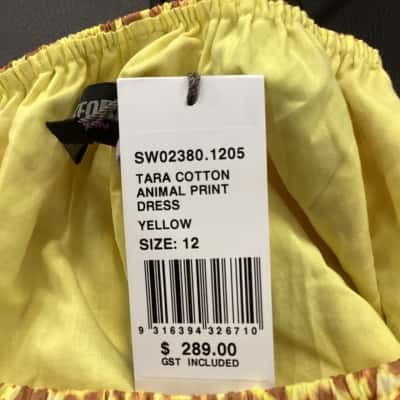 SW02380.1205
TARA COTTON
ANIMAL PRINT
DRESS
YELLOW
SIZE: 12
9 316394 326710
$ 289.00
GST INCLUDED